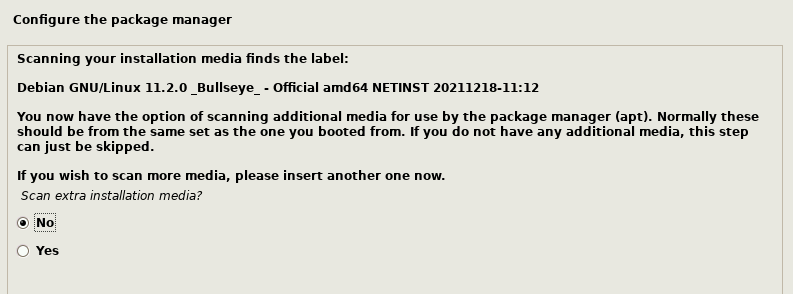 Configure the package manager
Scanning your installation media finds the label:
Debian GNU/Linux 11.2.0 _Bullseye_ - Official amd64 NETINST 20211218-11:12
You now have the option of scanning additional media for use by the package manager (apt). Normally these
should be from the same set as the one you booted from. If you do not have any additional media, this step
can just be skipped.
If you wish to scan more media, please insert another one now.
Scan extra installation media?
No
Yes